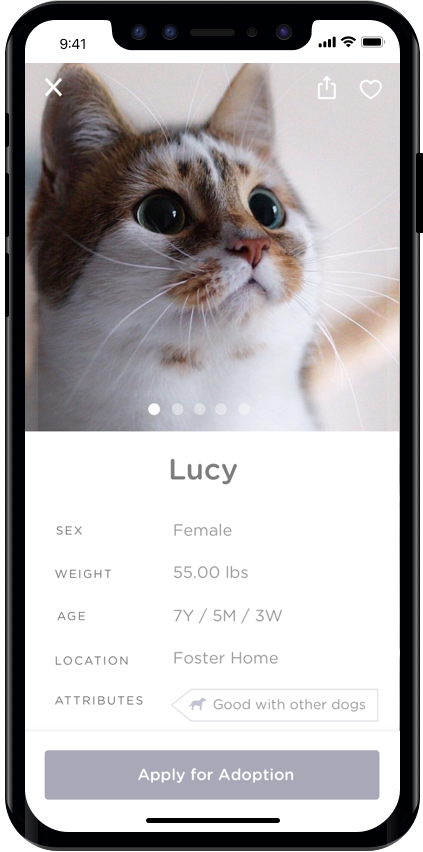 9:41
Lucy
SEX Female
WEIGHT 55.00 lbs
AGE 7Y / 5M / 3W
LOCATION Foster Home
ATTRIBUTES Good with other dogs
Apply for Adoption